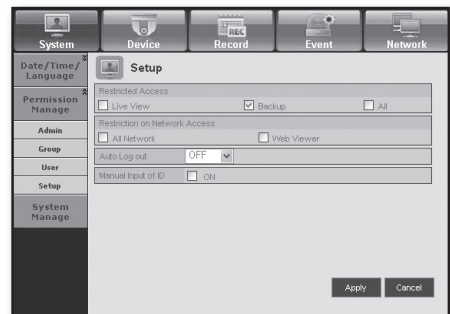 System Device Record Event Network
REC
Date/Time/
Language
Setup
Restricted Access
Live View Backup All
Permission
Manage
Restriction on Network Access
All Network Web Viewer
Admin
Group
Auto Log out OFF
User
Manual Input of ID ON
Setup
System
Manage
Apply Cancel